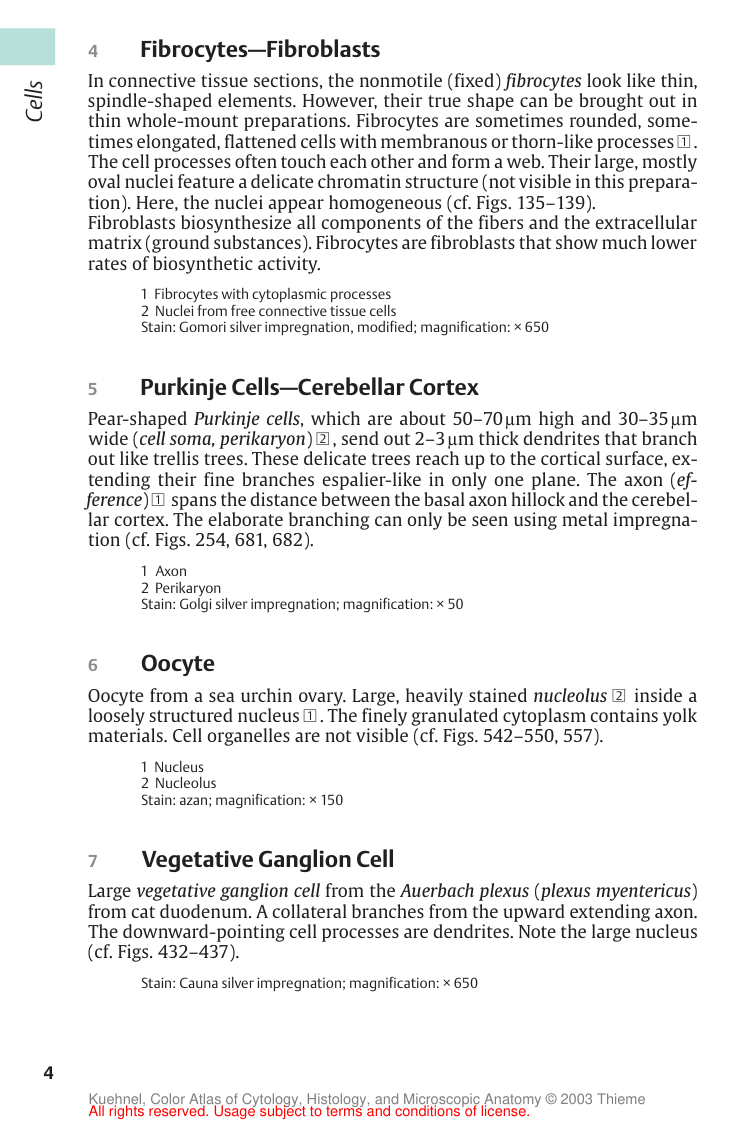 Cells
4 Fibrocytes—Fibroblasts
In connective tissue sections, the nonmotile (fixed) fibrocytes look like thin,
spindle-shaped elements. However, their true shape can be brought out in
thin whole-mount preparations. Fibrocytes are sometimes rounded, some-
times elongated, flattened cells with membranous or thorn-like processes 1.
The cell processes often touch each other and form a web. Their large, mostly
oval nuclei feature a delicate chromatin structure (not visible in this prepara-
tion). Here, the nuclei appear homogeneous (cf. Figs. 135–139).
Fibroblasts biosynthesize all components of the fibers and the extracellular
matrix (ground substances). Fibrocytes are fibroblasts that show much lower
rates of biosynthetic activity.
1 Fibrocytes with cytoplasmic processes
2 Nuclei from free connective tissue cells
Stain: Gomori silver impregnation, modified; magnification: × 650
5 Purkinje Cells—Cerebellar Cortex
Pear-shaped Purkinje cells, which are about 50–70 μm high and 30–35 μm
wide (cell soma, perikaryon) 2, send out 2–3 μm thick dendrites that branch
out like trellis trees. These delicate trees reach up to the cortical surface, ex-
tending their fine branches espalier-like in only one plane. The axon (ef-
ference) 1 spans the distance between the basal axon hillock and the cerebel-
lar cortex. The elaborate branching can only be seen using metal impregna-
tion (cf. Figs. 254, 681, 682).
1 Axon
2 Perikaryon
Stain: Golgi silver impregnation; magnification: × 50
6 Oocyte
Oocyte from a sea urchin ovary. Large, heavily stained nucleolus 2 inside a
loosely structured nucleus 1. The finely granulated cytoplasm contains yolk
materials. Cell organelles are not visible (cf. Figs. 542–550, 557).
1 Nucleus
2 Nucleolus
Stain: azan; magnification: × 150
7 Vegetative Ganglion Cell
Large vegetative ganglion cell from the Auerbach plexus (plexus myentericus)
from cat duodenum. A collateral branches from the upward extending axon.
The downward-pointing cell processes are dendrites. Note the large nucleus
(cf. Figs. 432–437).
Stain: Cauna silver impregnation; magnification: × 650
4
Kuehnel, Color Atlas of Cytology, Histology, and Microscopic Anatomy © 2003 Thieme
All rights reserved. Usage subject to terms and conditions of license.